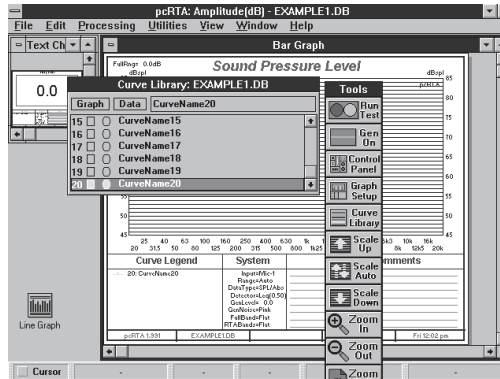 pcRTA: Amplitude(dB) - EXAMPLE1.DB
File Edit Processing Utilities View Window Help
Text Ch
Bar Graph
0.0
FullRngs 0.0dB
dBspl
Sound Pressure Level
dBspl
pcRTA
85
80
75
70
65
60
55
50
45
Curve Library: EXAMPLE1.DB
Graph Data CurveName20
15 CurveName15
16 CurveName16
17 CurveName17
18 CurveName18
19 CurveName19
20 CurveName20
55
50
45
25 40 63 100 160 250 400 630 1k
6k3 10k 16k
20 31.5 50 80 125 200 315 500 800 1k25
20k
Tools
Run Test
Gen On
Control Panel
Graph Setup
Curve Library
Scale Up
Scale Auto
Scale Down
Zoom In
Zoom Out
Zoom
Curve Legend
System
mments
20: CurveName20
Input=Mic-1
Range=Auto
DataType=SPL/Abs
Detector=Log(0.50)
GenLevel= 0.0
GenNoise=Pink
FullBand=Flat
RTABands=Flat
pcRTA 1.991
EXAMPLE1.DB
Fri 12:02 pm
Line Graph
Cursor